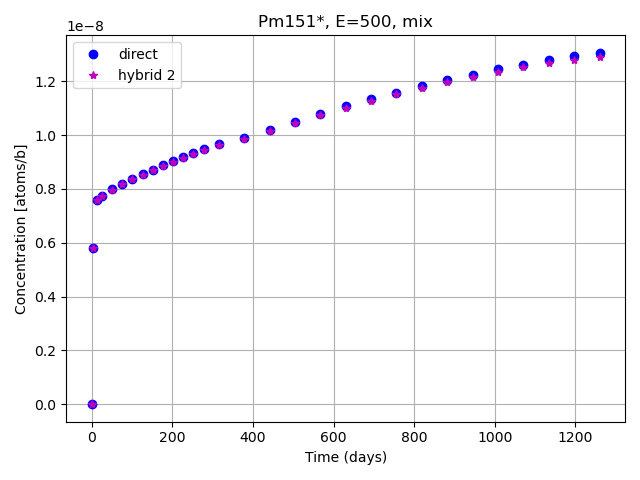 Pm151*, E=500, mix
1e−8
direct
hybrid 2
1.2
1.0
0.8
0.6
0.4
0.2
0.0
Concentration [atoms/b]
0 200 400 600 800 1000 1200
Time (days)